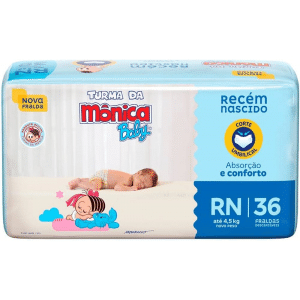 NOVA
FRALDA
TURMA DA
MÔNICA
Baby
RECÉM
NASCIDO
CORTE
UMBILICAL
Absorção
e conforto
RN
até 4,5 kg
36
FRALDAS
DESCARTÁVEIS